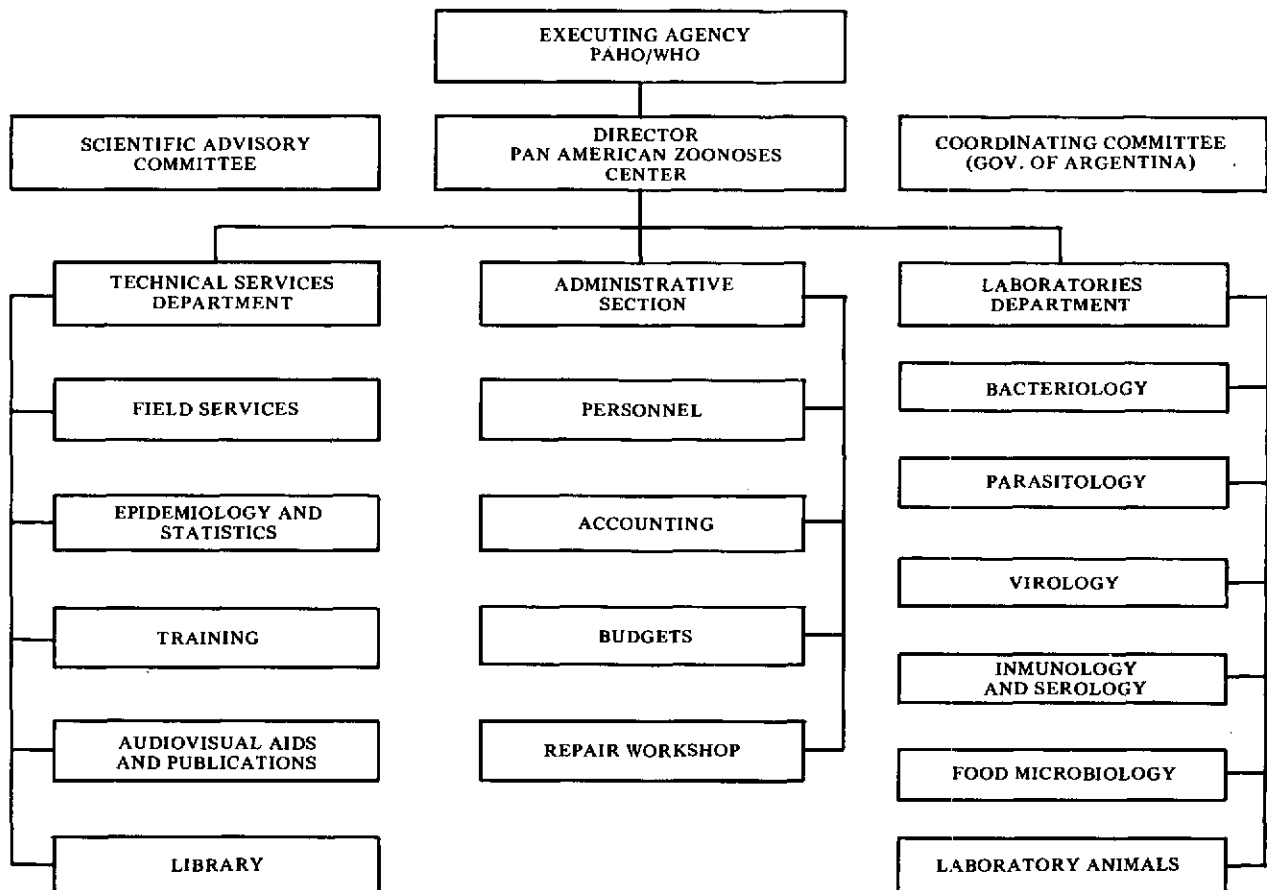 EXECUTING AGENCY
PAHO/WHO
SCIENTIFIC ADVISORY
COMMITTEE
DIRECTOR
PAN AMERICAN ZOONOSES
CENTER
COORDINATING COMMITTEE
(GOV. OF ARGENTINA)
TECHNICAL SERVICES
DEPARTMENT
FIELD SERVICES
EPIDEMIOLOGY AND
STATISTICS
TRAINING
AUDIOVISUAL AIDS
AND PUBLICATIONS
LIBRARY
ADMINISTRATIVE
SECTION
PERSONNEL
ACCOUNTING
BUDGETS
REPAIR WORKSHOP
LABORATORIES
DEPARTMENT
BACTERIOLOGY
PARASITOLOGY
VIROLOGY
INMUNOLOGY
AND SEROLOGY
FOOD MICROBIOLOGY
LABORATORY ANIMALS